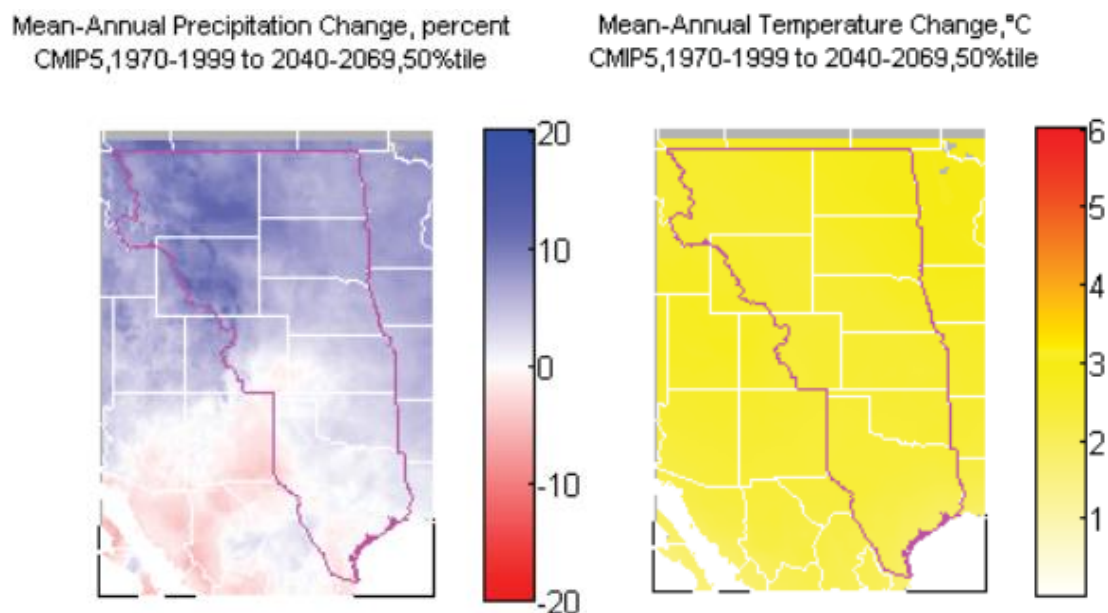 Mean-Annual Precipitation Change, percent
CMIP5,1970-1999 to 2040-2069,50%tile
20
10
0
-10
-20
Mean-Annual Temperature Change,°C
CMIP5,1970-1999 to 2040-2069,50%tile
6
5
4
3
2
1